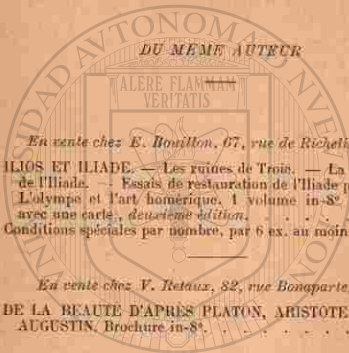 DU MÊME AUTEUR
ALERE FLAMMAM
VERITATIS
En vente chez E. Bouillon, 67, rue de Richeli
ILIOS ET ILIADE. — Les ruines de Troie. — La
de l'Iliade. — Essais de restauration de l'Iliade p
L'olympe et l'art homérique. 1 volume in-8º
avec une carte, deuxième édition. . . . .
Conditions spéciales par nombre, par 6 ex. au moin
En vente chez V. Retaux, 82, rue Bonaparte,
DE LA BEAUTÉ D'APRÈS PLATON, ARISTOTE
AUGUSTIN. Brochure in-8º. . . . . . .